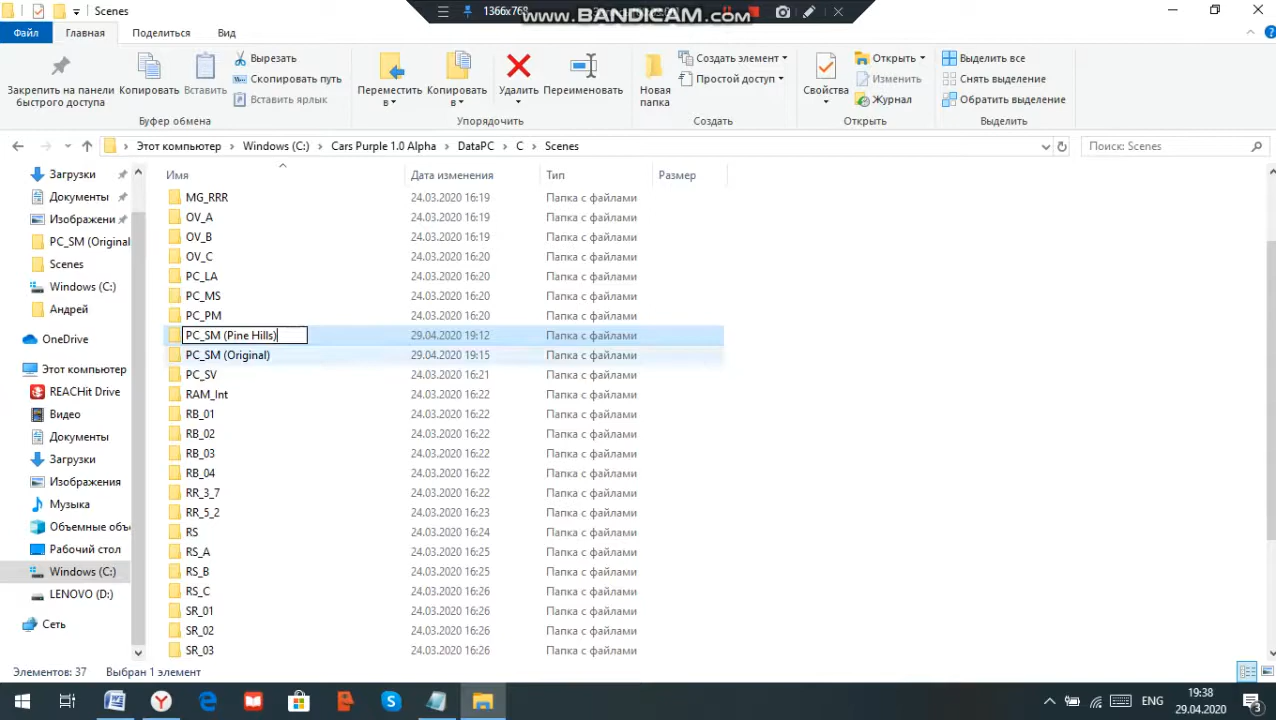 Scenes
1366x768
www.BANDICAM.com
Файл
Главная
Поделиться
Вид
Закрепить на панели быстрого доступа
Копировать
Вставить
Вырезать
Скопировать путь
Вставить ярлык
Буфер обмена
Переместить в
Копировать в
Удалить
Переименовать
Упорядочить
Новая папка
Создать элемент
Простой доступ
Создать
Свойства
Открыть
Изменить
Журнал
Открыть
Выделить все
Снять выделение
Обратить выделение
Выделить
Этот компьютер > Windows (C:) > Cars Purple 1.0 Alpha > DataPC > C > Scenes
Поиск: Scenes
Имя Дата изменения Тип Размер
Загрузки
Документы
Изображени
PC_SM (Original
Scenes
Windows (C:)
Андрей
OneDrive
Этот компьютер
REACHit Drive
Видео
Документы
Загрузки
Изображения
Музыка
Объемные объ
Рабочий стол
Windows (C:)
LENOVO (D:)
Сеть
MG_RRR 24.03.2020 16:19 Папка с файлами
OV_A 24.03.2020 16:19 Папка с файлами
OV_B 24.03.2020 16:19 Папка с файлами
OV_C 24.03.2020 16:20 Папка с файлами
PC_LA 24.03.2020 16:20 Папка с файлами
PC_MS 24.03.2020 16:20 Папка с файлами
PC_PM 24.03.2020 16:20 Папка с файлами
PC_SM (Pine Hills) 29.04.2020 19:12 Папка с файлами
PC_SM (Original) 29.04.2020 19:15 Папка с файлами
PC_SV 24.03.2020 16:21 Папка с файлами
RAM_Int 24.03.2020 16:22 Папка с файлами
RB_01 24.03.2020 16:22 Папка с файлами
RB_02 24.03.2020 16:22 Папка с файлами
RB_03 24.03.2020 16:22 Папка с файлами
RB_04 24.03.2020 16:22 Папка с файлами
RR_3_7 24.03.2020 16:22 Папка с файлами
RR_5_2 24.03.2020 16:23 Папка с файлами
RS 24.03.2020 16:24 Папка с файлами
RS_A 24.03.2020 16:25 Папка с файлами
RS_B 24.03.2020 16:25 Папка с файлами
RS_C 24.03.2020 16:26 Папка с файлами
SR_01 24.03.2020 16:26 Папка с файлами
SR_02 24.03.2020 16:26 Папка с файлами
SR_03 24.03.2020 16:26 Папка с файлами
Элементов: 37 Выбран 1 элемент
ENG
19:38
29.04.2020
3